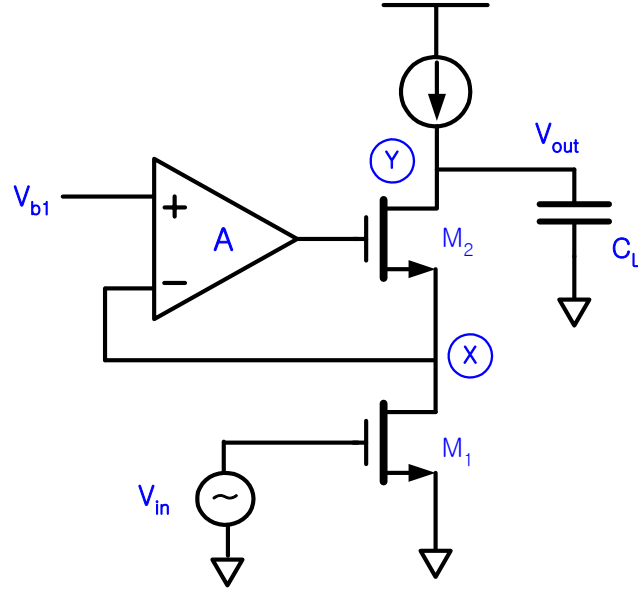 Y
V_out
V_b1
+
A
−
M_2
C_L
X
M_1
V_in
~